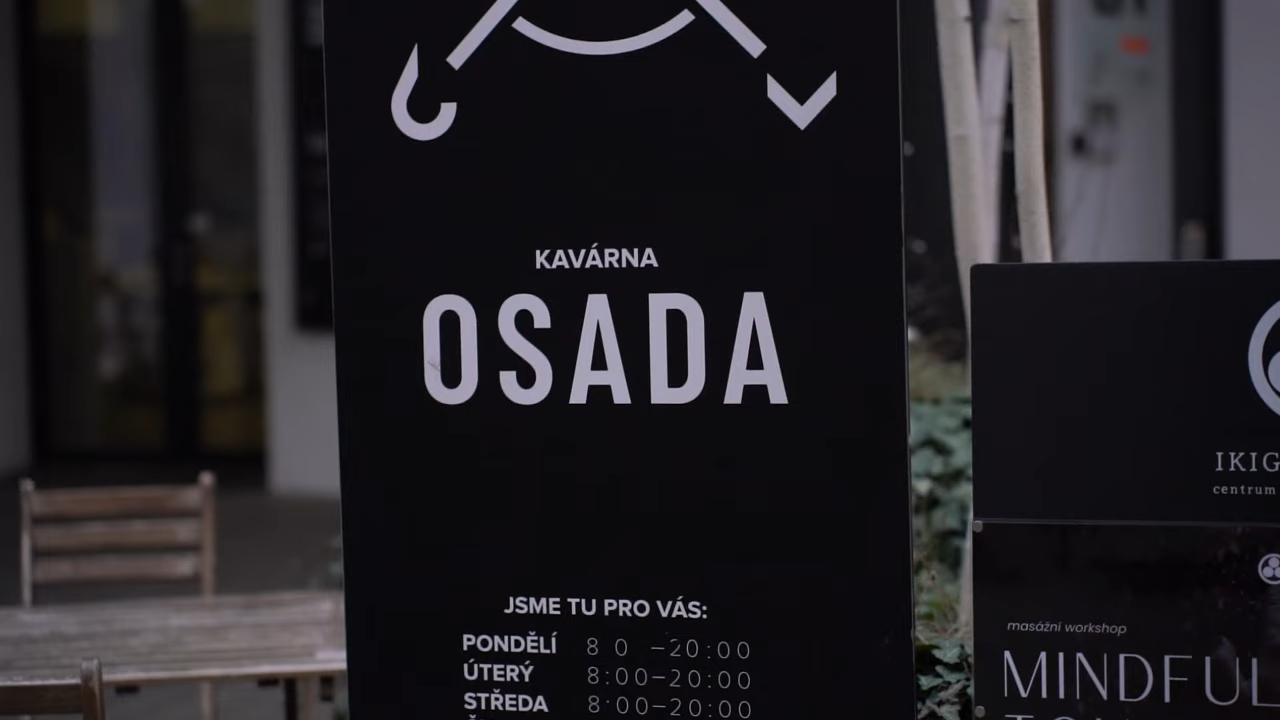 KAVÁRNA
OSADA
JSME TU PRO VÁS:
PONDĚLÍ 8 0 –20:00
ÚTERÝ 8:00–20:00
STŘEDA 8:00–20:00
IKIG
centrum
masážní workshop
MINDFUL